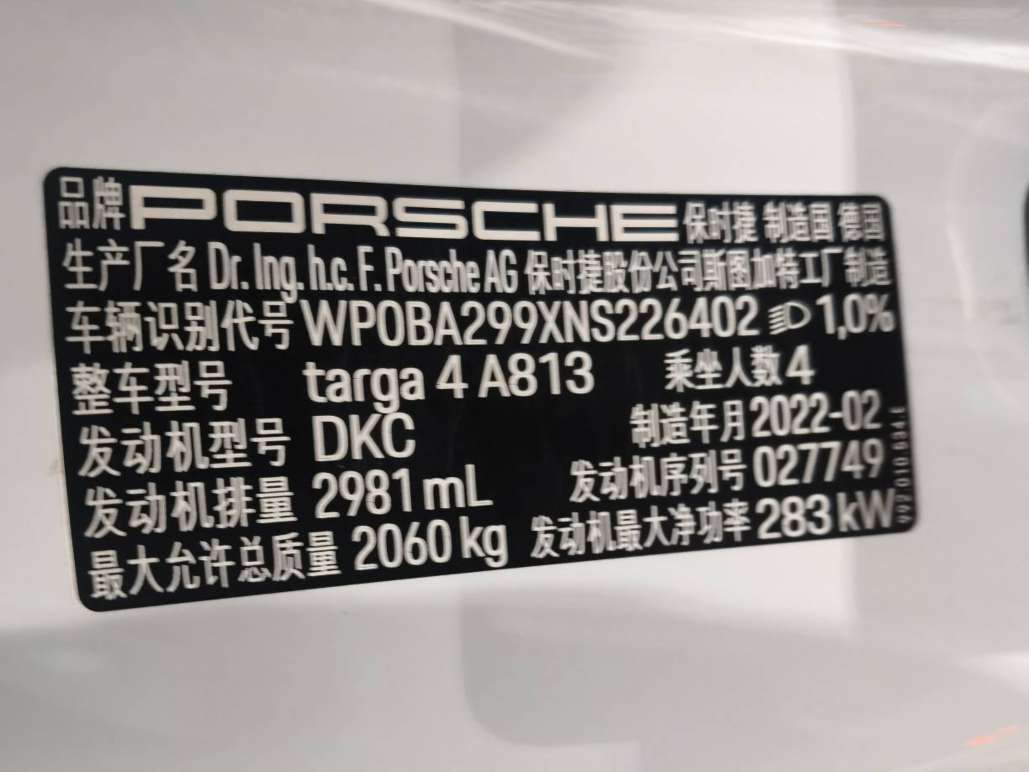 品牌 PORSCHE 保时捷 制造国 德国
生产厂名 Dr. Ing. h.c. F. Porsche AG 保时捷股份公司斯图加特工厂制造
车辆识别代号 WP0BA299XNS226402 1,0%
整车型号 targa 4 A813 乘坐人数 4
发动机型号 DKC 制造年月 2022-02
发动机排量 2981 mL 发动机序列号 027749
最大允许总质量 2060 kg 发动机最大净功率 283 kW